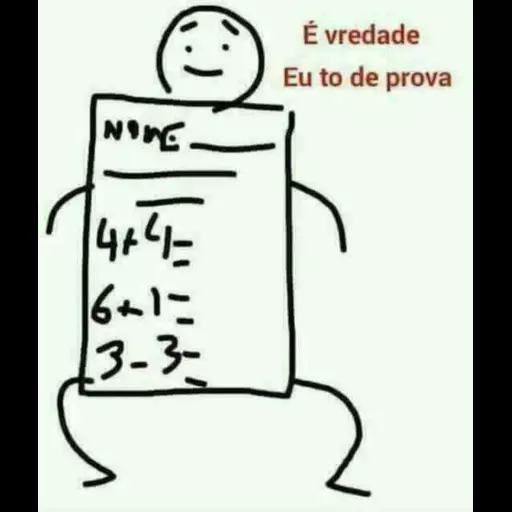 É vredade
Eu to de prova
NOME
4+4=
6+1=
3-3=